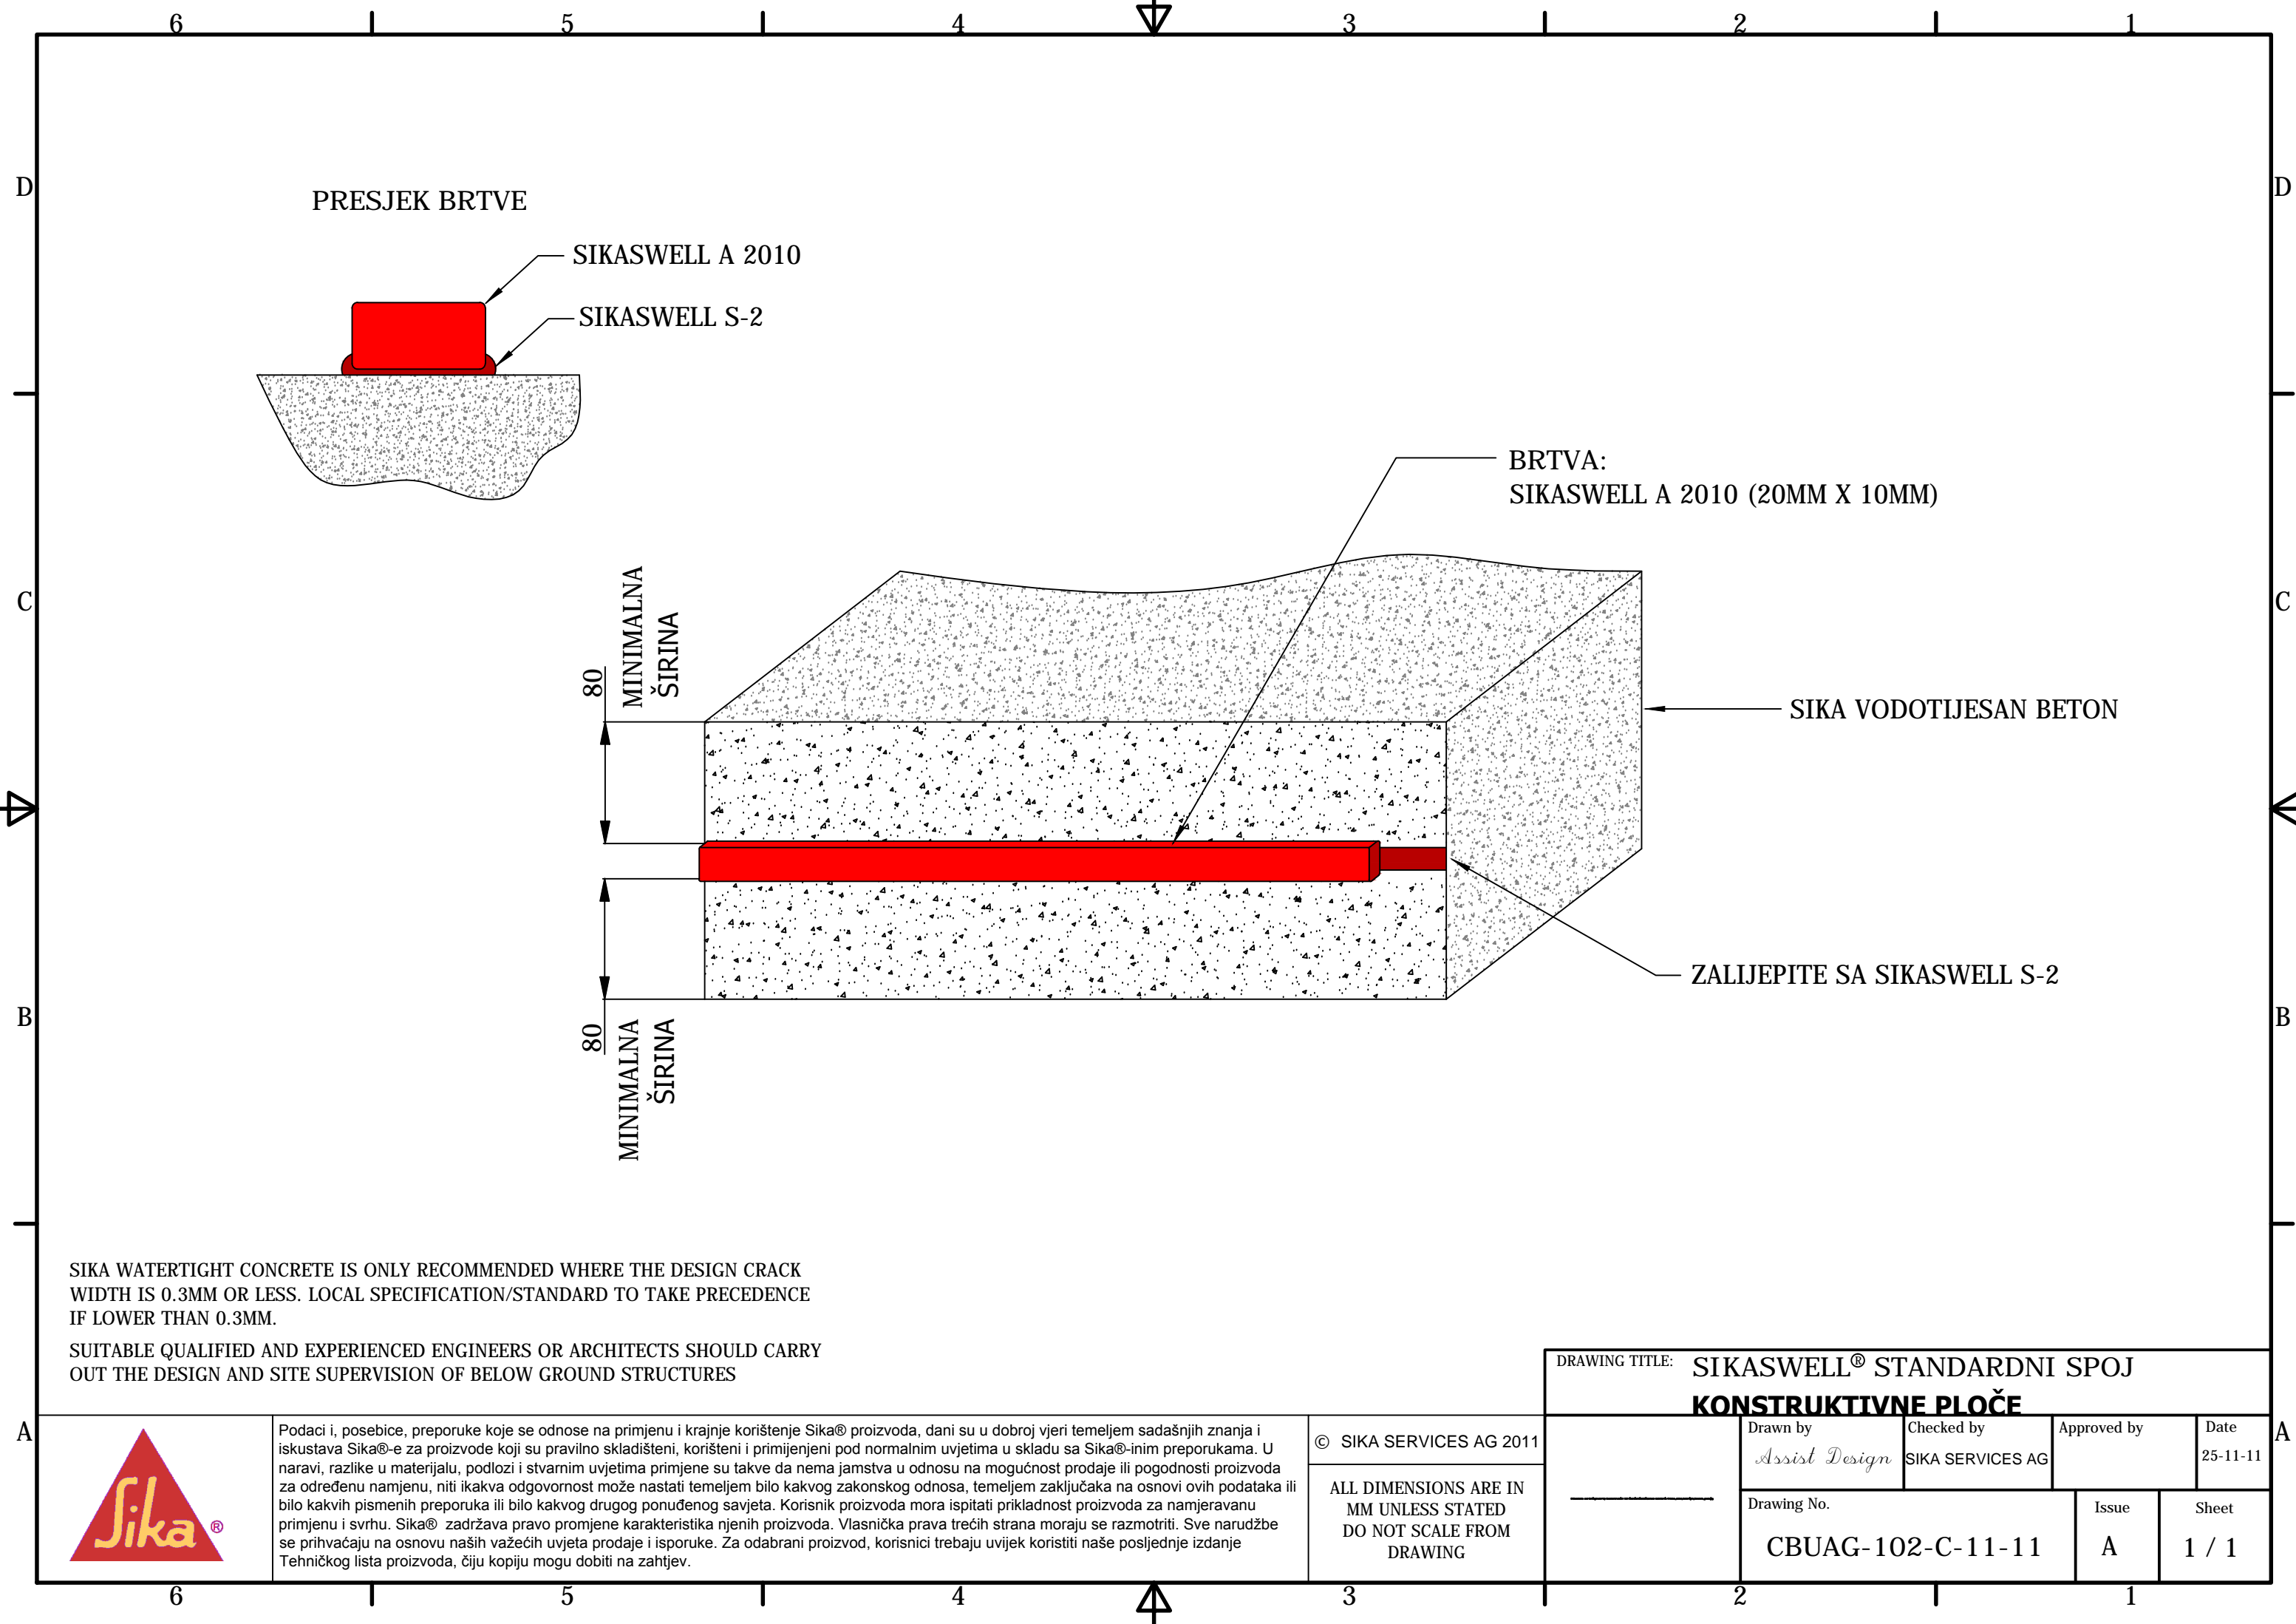 6 5 4 3 2 1
D D
PRESJEK BRTVE
SIKASWELL A 2010
SIKASWELL S-2
BRTVA:
SIKASWELL A 2010 (20MM X 10MM)
C C
80
MINIMALNA
ŠIRINA
SIKA VODOTIJESAN BETON
ZALIJEPITE SA SIKASWELL S-2
B B
80
MINIMALNA
ŠIRINA
SIKA WATERTIGHT CONCRETE IS ONLY RECOMMENDED WHERE THE DESIGN CRACK
WIDTH IS 0.3MM OR LESS. LOCAL SPECIFICATION/STANDARD TO TAKE PRECEDENCE
IF LOWER THAN 0.3MM.
SUITABLE QUALIFIED AND EXPERIENCED ENGINEERS OR ARCHITECTS SHOULD CARRY
OUT THE DESIGN AND SITE SUPERVISION OF BELOW GROUND STRUCTURES
DRAWING TITLE: SIKASWELL® STANDARDNI SPOJ
KONSTRUKTIVNE PLOČE
A A
Sika ®
Podaci i, posebice, preporuke koje se odnose na primjenu i krajnje korištenje Sika® proizvoda, dani su u dobroj vjeri temeljem sadašnjih znanja i
iskustava Sika®-e za proizvode koji su pravilno skladišteni, korišteni i primijenjeni pod normalnim uvjetima u skladu sa Sika®-inim preporukama. U
naravi, razlike u materijalu, podlozi i stvarnim uvjetima primjene su takve da nema jamstva u odnosu na mogućnost prodaje ili pogodnosti proizvoda
za određenu namjenu, niti ikakva odgovornost može nastati temeljem bilo kakvog zakonskog odnosa, temeljem zaključaka na osnovi ovih podataka ili
bilo kakvih pismenih preporuka ili bilo kakvog drugog ponuđenog savjeta. Korisnik proizvoda mora ispitati prikladnost proizvoda za namjeravanu
primjenu i svrhu. Sika® zadržava pravo promjene karakteristika njenih proizvoda. Vlasnička prava trećih strana moraju se razmotriti. Sve narudžbe
se prihvaćaju na osnovu naših važećih uvjeta prodaje i isporuke. Za odabrani proizvod, korisnici trebaju uvijek koristiti naše posljednje izdanje
Tehničkog lista proizvoda, čiju kopiju mogu dobiti na zahtjev.
© SIKA SERVICES AG 2011
ALL DIMENSIONS ARE IN
MM UNLESS STATED
DO NOT SCALE FROM
DRAWING
Drawn by
Assist Design
Checked by
SIKA SERVICES AG
Approved by
Date
25-11-11
Drawing No.
CBUAG-102-C-11-11
Issue
A
Sheet
1 / 1
6 5 4 3 2 1